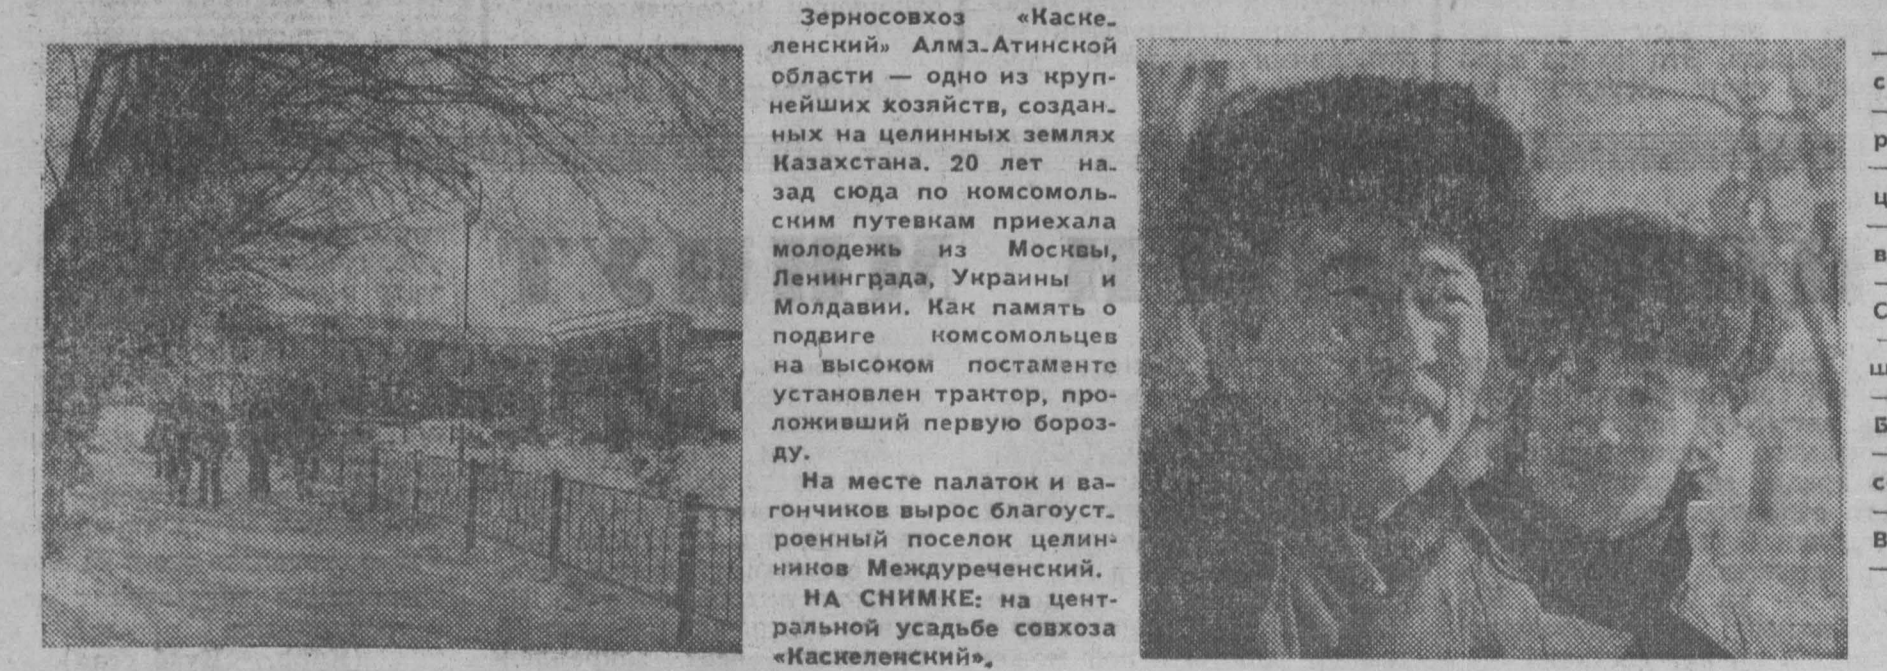 Зерносовхоз «Каске-
ленский» Алма-Атинской
области — одно из круп-
нейших хозяйств, создан-
ных на целинных землях
Казахстана. 20 лет на-
зад сюда по комсомоль-
ским путевкам приехала
молодежь из Москвы,
Ленинграда, Украины и
Молдавии. Как память о
подвиге комсомольцев
на высоком постаменте
установлен трактор, про-
ложивший первую бороз-
ду.
На месте палаток и ва-
гончиков вырос благоуст-
роенный поселок целин-
ников Междуреченский.
НА СНИМКЕ: на цент-
ральной усадьбе совхоза
«Каскеленский».